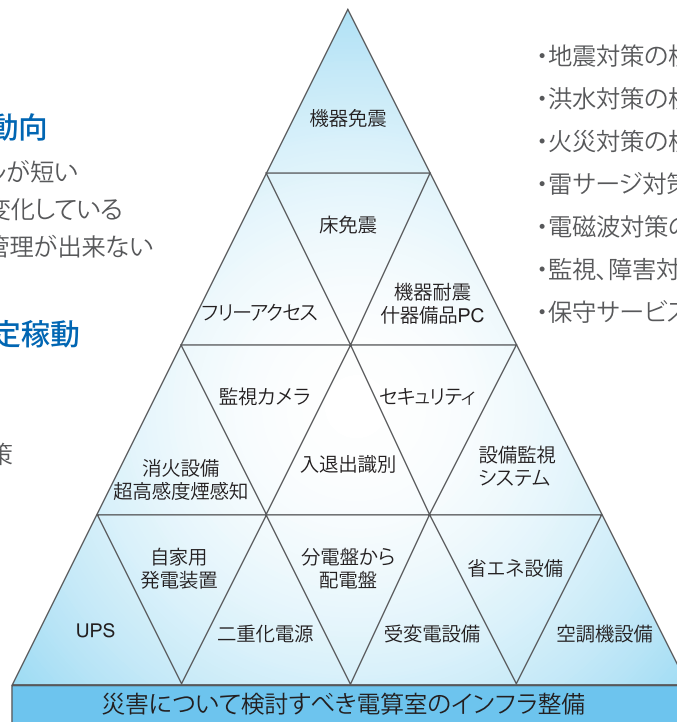 動向
が短い
変化している
管理が出来ない
定稼動
策
機器免震
床免震
フリーアクセス
機器耐震
什器備品PC
監視カメラ
セキュリティ
消火設備
超高感度煙感知
入退出識別
設備監視
システム
自家用
発電装置
分電盤から
配電盤
省エネ設備
UPS
二重化電源
受変電設備
空調機設備
災害について検討すべき電算室のインフラ整備
・地震対策の
・洪水対策の
・火災対策の
・雷サージ対策
・電磁波対策の
・監視、障害対
・保守サービス